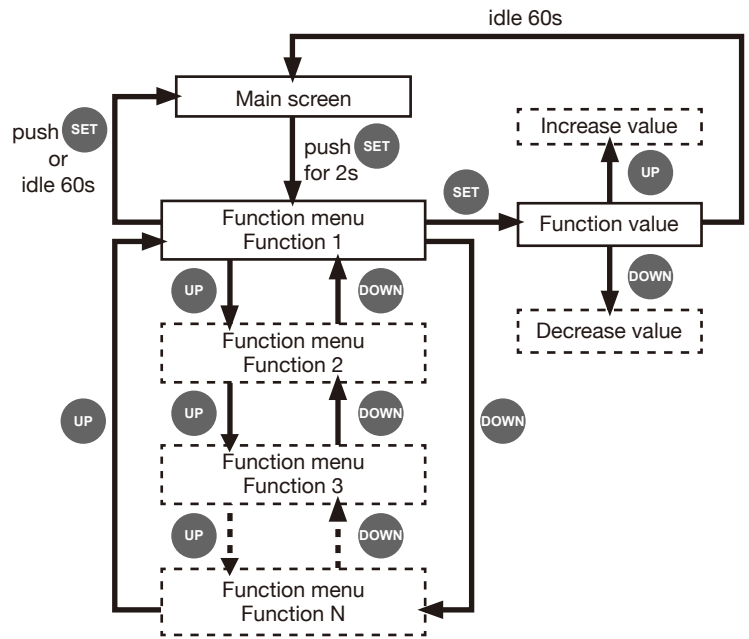 idle 60s
Main screen
push SET
or
idle 60s
push SET
for 2s
Increase value
UP
SET
Function menu
Function 1
Function value
DOWN
Decrease value
UP
DOWN
Function menu
Function 2
UP
UP
DOWN
DOWN
Function menu
Function 3
UP
DOWN
Function menu
Function N